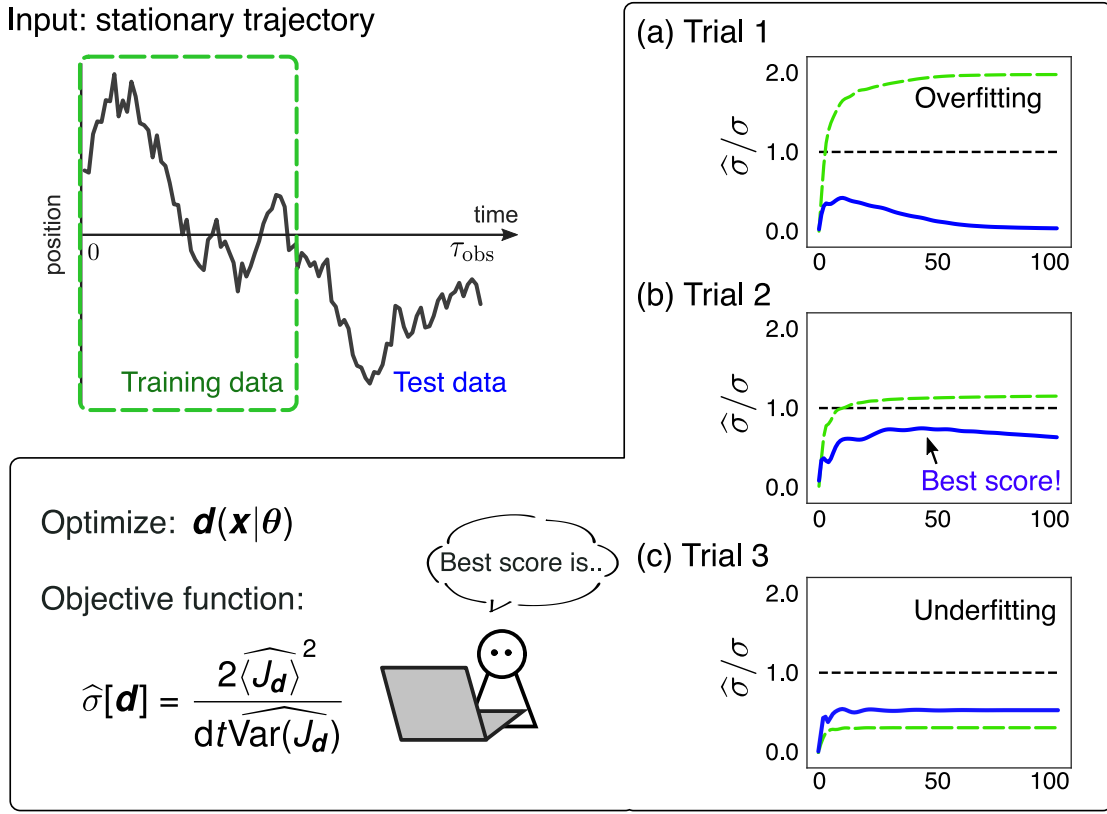 Input: stationary trajectory
position
0
time
τobs
Training data
Test data
Optimize: d(x|θ)
Objective function:
σ̂[d] = 2⟨J_d⟩̂² / dtVar(J_d)̂
Best score is..
(a) Trial 1
2.0
Overfitting
σ̂/σ
1.0
0.0
0
50
100
(b) Trial 2
2.0
σ̂/σ
1.0
Best score!
0.0
0
50
100
(c) Trial 3
2.0
Underfitting
σ̂/σ
1.0
0.0
0
50
100